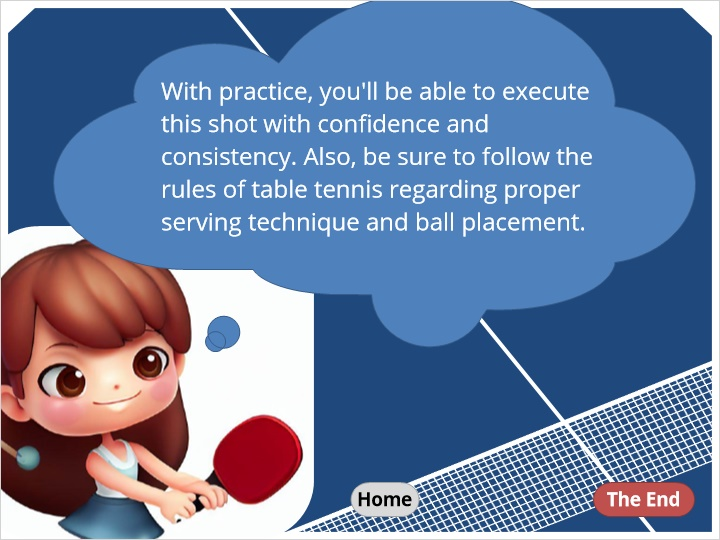 With practice, you'll be able to execute
this shot with confidence and
consistency. Also, be sure to follow the
rules of table tennis regarding proper
serving technique and ball placement.
Home
The End